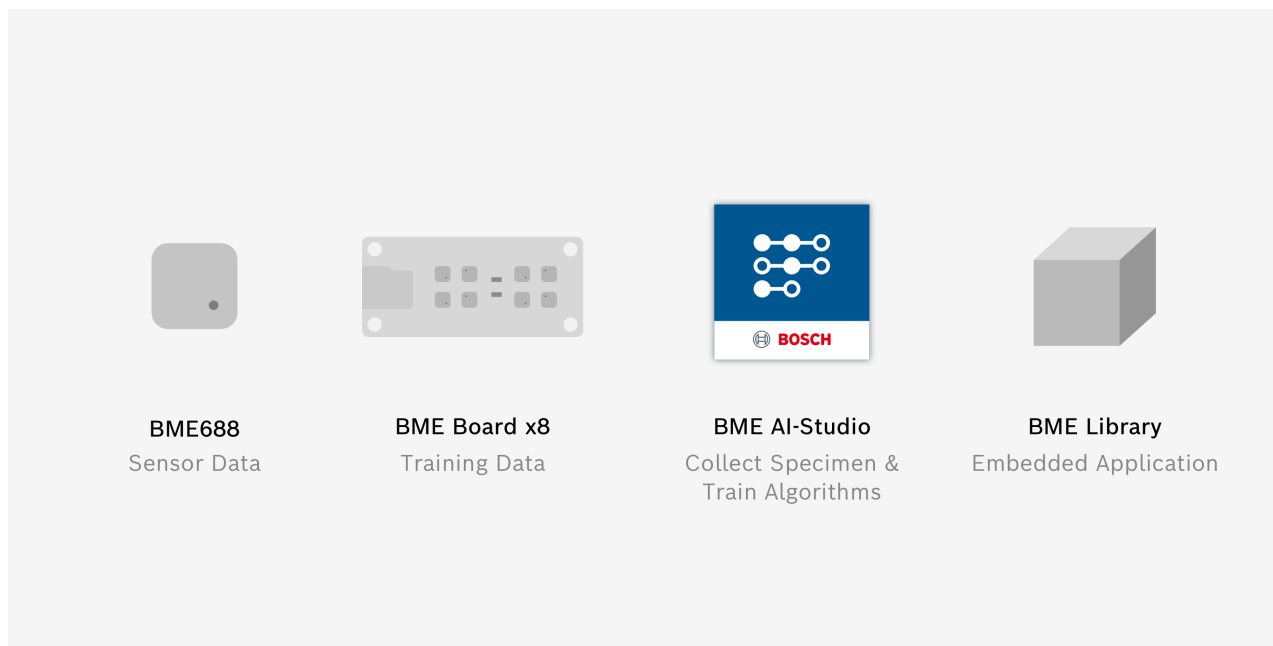 BOSCH
BME688
Sensor Data
BME Board x8
Training Data
BME AI-Studio
Collect Specimen &
Train Algorithms
BME Library
Embedded Application